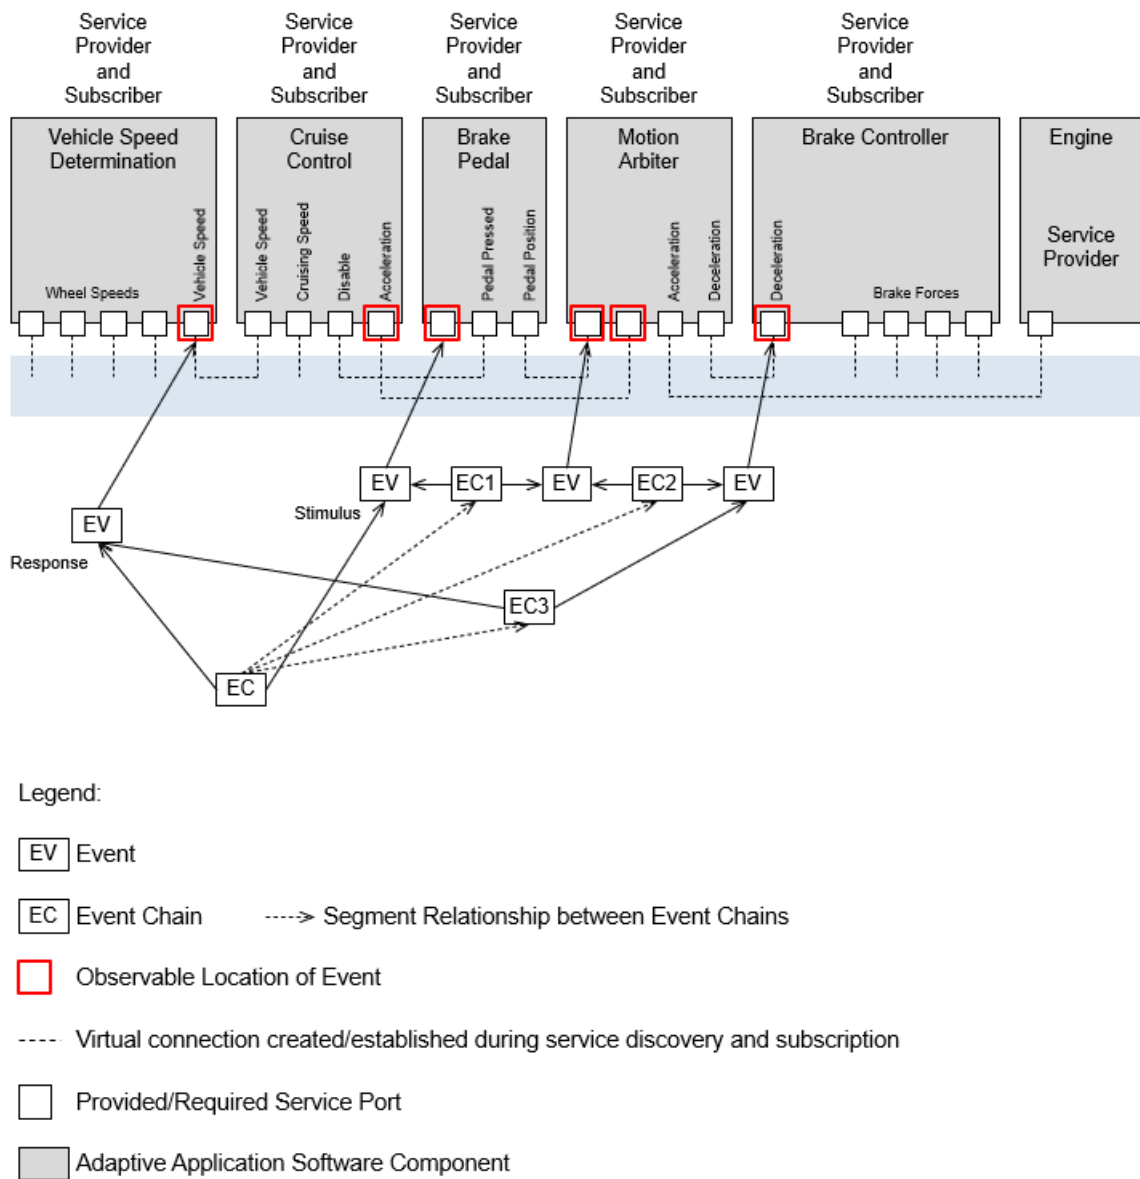 Service
Provider
and
Subscriber
Service
Provider
and
Subscriber
Service
Provider
and
Subscriber
Service
Provider
and
Subscriber
Service
Provider
and
Subscriber
Vehicle Speed
Determination
Wheel Speeds
Vehicle Speed
Cruise
Control
Vehicle Speed
Cruising Speed
Disable
Acceleration
Brake
Pedal
Pedal Pressed
Pedal Position
Motion
Arbiter
Acceleration
Deceleration
Brake Controller
Deceleration
Brake Forces
Engine
Service
Provider
EV
EC1
EV
EC2
EV
Stimulus
EV
Response
EC3
EC
Legend:
EV Event
EC Event Chain
Segment Relationship between Event Chains
Observable Location of Event
Virtual connection created/established during service discovery and subscription
Provided/Required Service Port
Adaptive Application Software Component